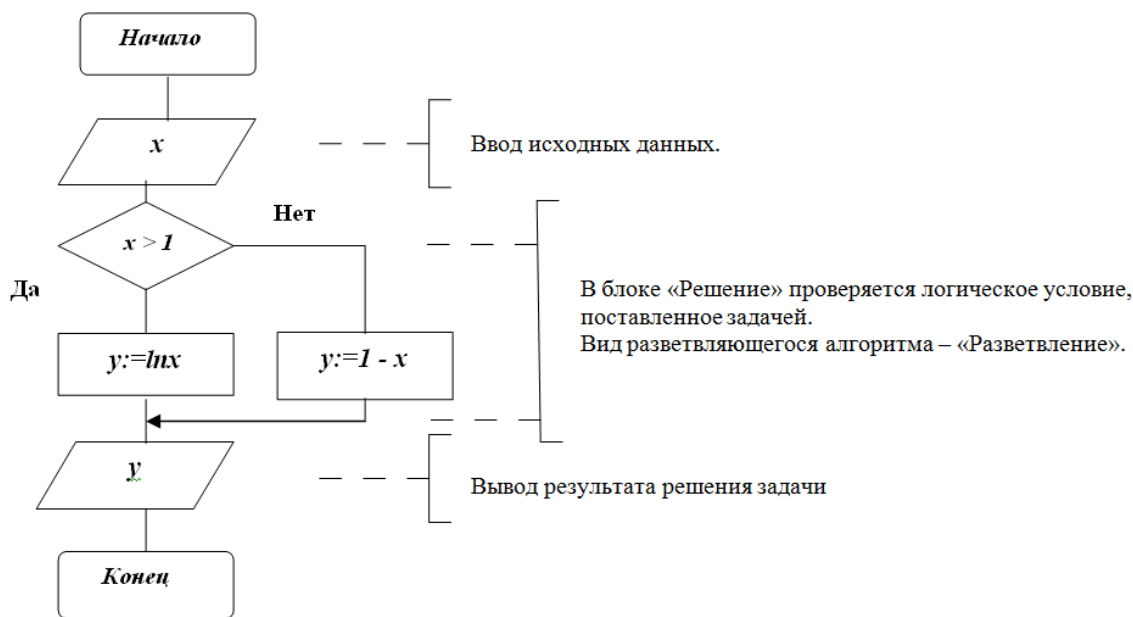 Начало
x
Ввод исходных данных.
Нет
x > 1
Да
В блоке «Решение» проверяется логическое условие,
поставленное задачей.
Вид разветвляющегося алгоритма – «Разветвление».
y:=lnx
y:=1 - x
y
Вывод результата решения задачи
Конец